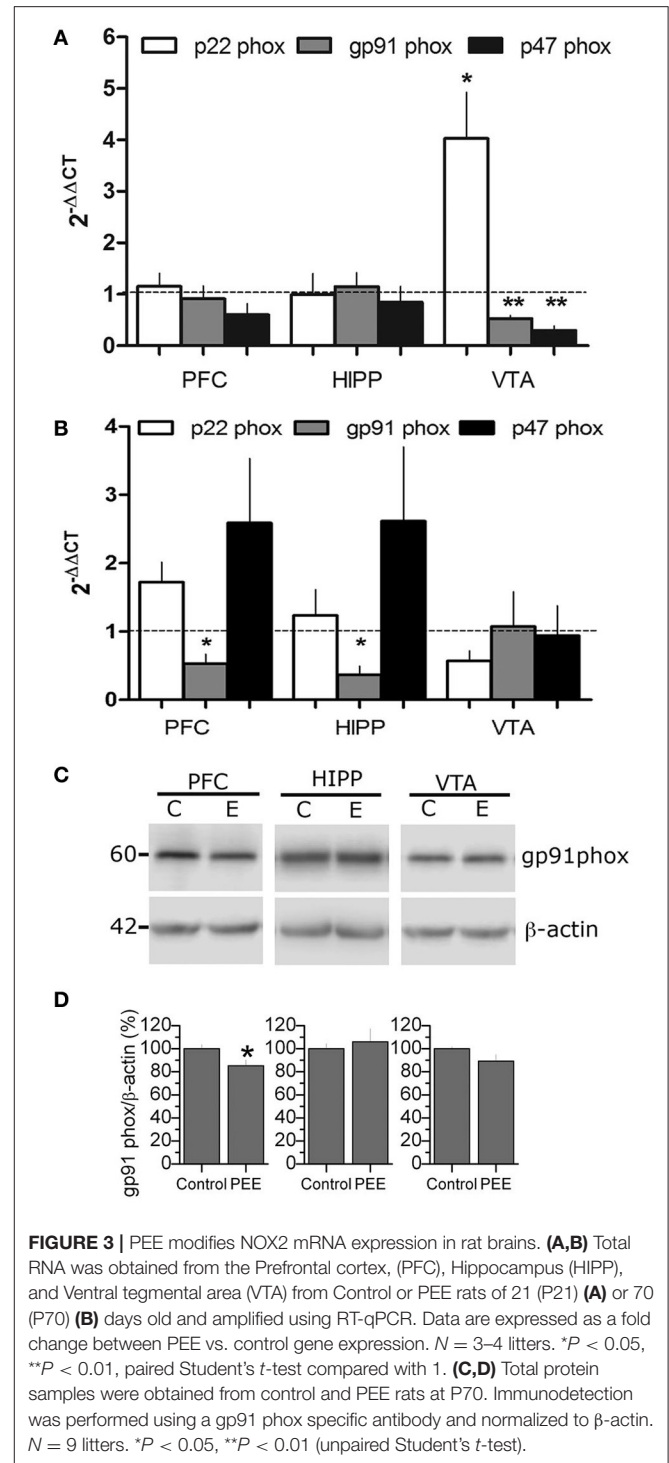 A
p22 phox gp91 phox p47 phox
6
5
4
3
2
1
0
2-ΔΔCT
*
** **
PFC HIPP VTA
B
p22 phox gp91 phox p47 phox
4
3
2
1
0
2-ΔΔCT
* *
PFC HIPP VTA
C
PFC HIPP VTA
C E C E C E
60
gp91phox
42
β-actin
D
gp91 phox/β-actin (%)
120 120 120
100 100 100
80 80 80
60 60 60
40 40 40
20 20 20
0 0 0
*
Control PEE Control PEE Control PEE
FIGURE 3 | PEE modifies NOX2 mRNA expression in rat brains. (A,B) Total
RNA was obtained from the Prefrontal cortex, (PFC), Hippocampus (HIPP),
and Ventral tegmental area (VTA) from Control or PEE rats of 21 (P21) (A) or 70
(P70) (B) days old and amplified using RT-qPCR. Data are expressed as a fold
change between PEE vs. control gene expression. N = 3–4 litters. *P < 0.05,
**P < 0.01, paired Student's t-test compared with 1. (C,D) Total protein
samples were obtained from control and PEE rats at P70. Immunodetection
was performed using a gp91 phox specific antibody and normalized to β-actin.
N = 9 litters. *P < 0.05, **P < 0.01 (unpaired Student's t-test).